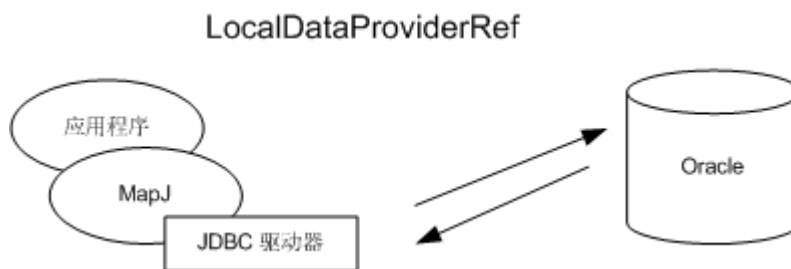 LocalDataProviderRef
应用程序
MapJ
JDBC 驱动器
Oracle